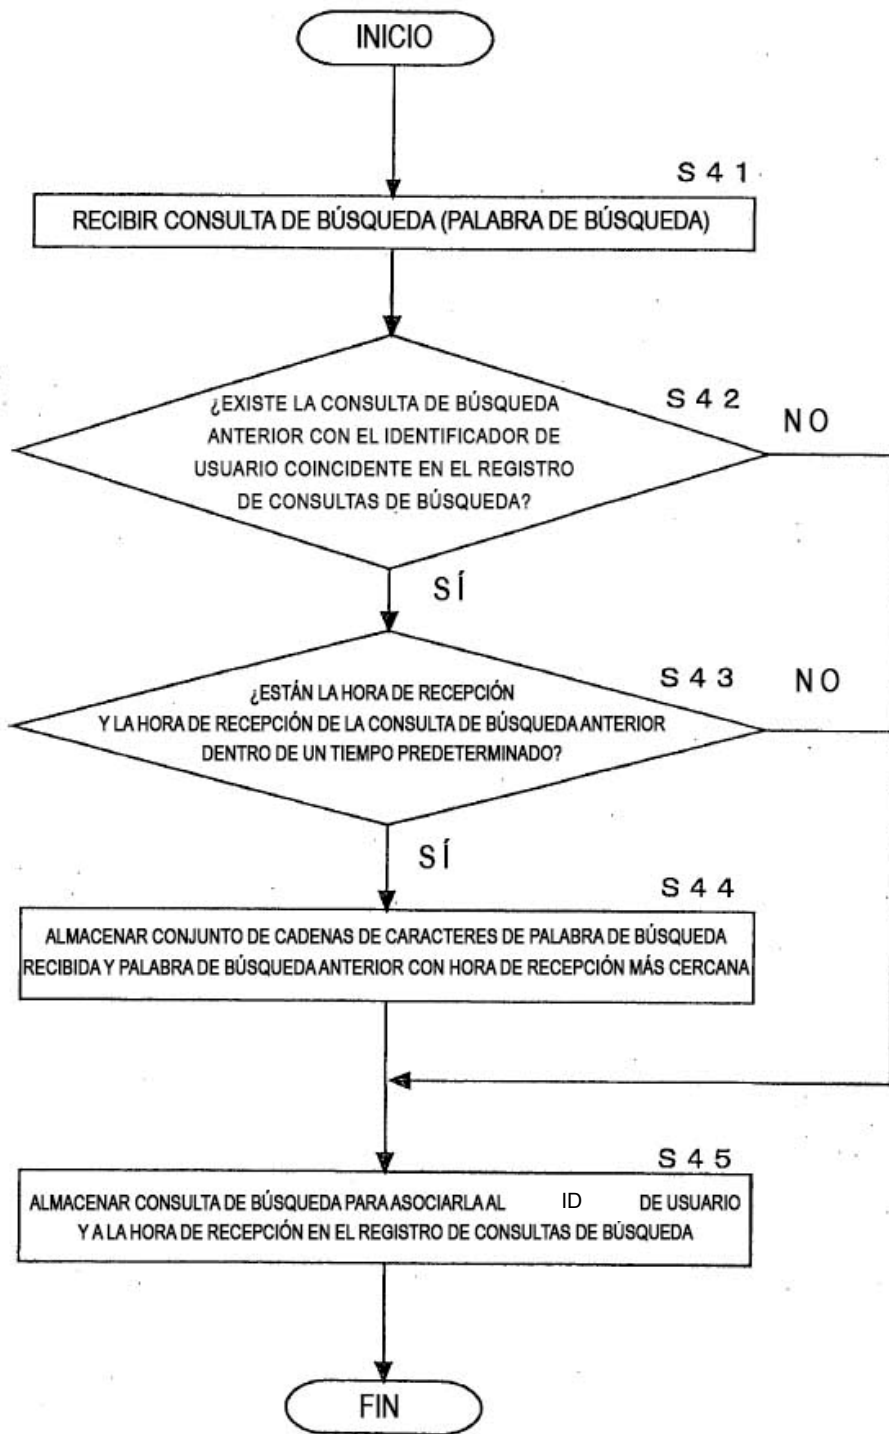 INICIO
S41
RECIBIR CONSULTA DE BÚSQUEDA (PALABRA DE BÚSQUEDA)
S42
NO
¿EXISTE LA CONSULTA DE BÚSQUEDA
ANTERIOR CON EL IDENTIFICADOR DE
USUARIO COINCIDENTE EN EL REGISTRO
DE CONSULTAS DE BÚSQUEDA?
SÍ
S43
NO
¿ESTÁN LA HORA DE RECEPCIÓN
Y LA HORA DE RECEPCIÓN DE LA CONSULTA DE BÚSQUEDA ANTERIOR
DENTRO DE UN TIEMPO PREDETERMINADO?
SÍ
S44
ALMACENAR CONJUNTO DE CADENAS DE CARACTERES DE PALABRA DE BÚSQUEDA
RECIBIDA Y PALABRA DE BÚSQUEDA ANTERIOR CON HORA DE RECEPCIÓN MÁS CERCANA
S45
ALMACENAR CONSULTA DE BÚSQUEDA PARA ASOCIARLA AL ID DE USUARIO
Y A LA HORA DE RECEPCIÓN EN EL REGISTRO DE CONSULTAS DE BÚSQUEDA
FIN